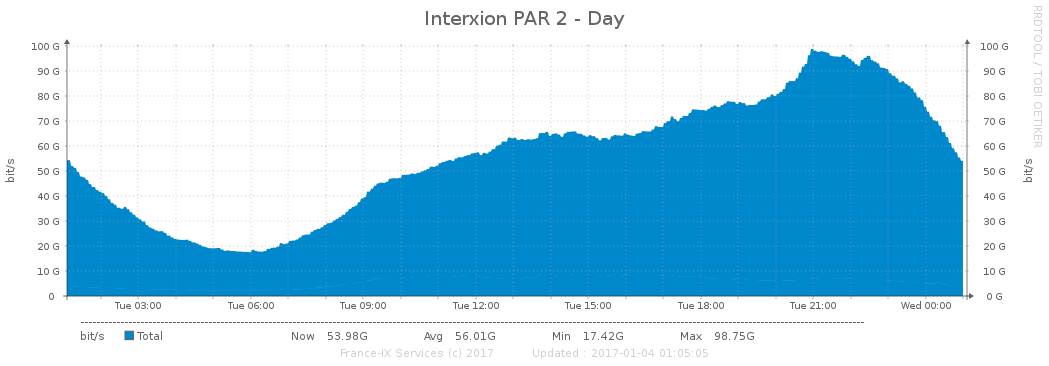 Interxion PAR 2 - Day
RRDTOOL / TOBI OETIKER
bit/s
bit/s
100 G 100 G
90 G 90 G
80 G 80 G
70 G 70 G
60 G 60 G
50 G 50 G
40 G 40 G
30 G 30 G
20 G 20 G
10 G 10 G
0 0 G
Tue 03:00 Tue 06:00 Tue 09:00 Tue 12:00 Tue 15:00 Tue 18:00 Tue 21:00 Wed 00:00
bit/s Total Now 53.98G Avg 56.01G Min 17.42G Max 98.75G
France-IX Services (c) 2017 Updated : 2017-01-04 01:05:05